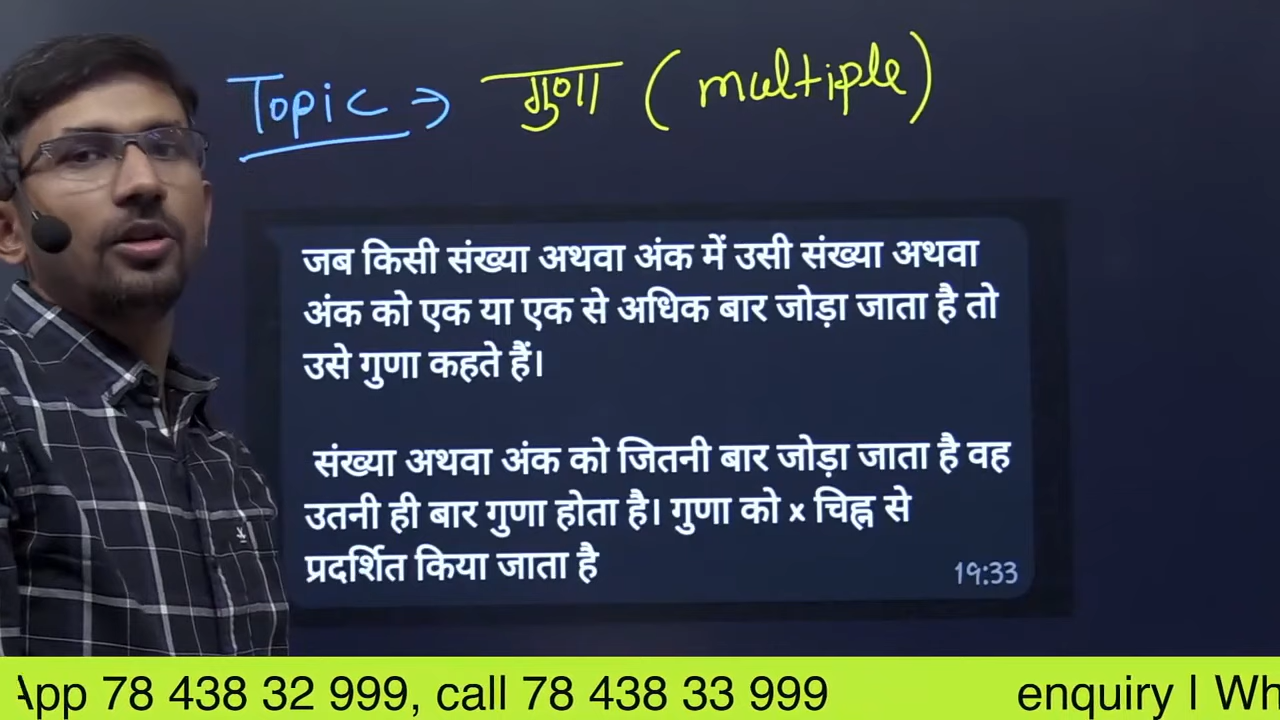 Topic → गुणा (multiple)
जब किसी संख्या अथवा अंक में उसी संख्या अथवा
अंक को एक या एक से अधिक बार जोड़ा जाता है तो
उसे गुणा कहते हैं।
संख्या अथवा अंक को जितनी बार जोड़ा जाता है वह
उतनी ही बार गुणा होता है। गुणा को × चिह्न से
प्रदर्शित किया जाता है
19:33
App 78 438 32 999, call 78 438 33 999 enquiry I Wh